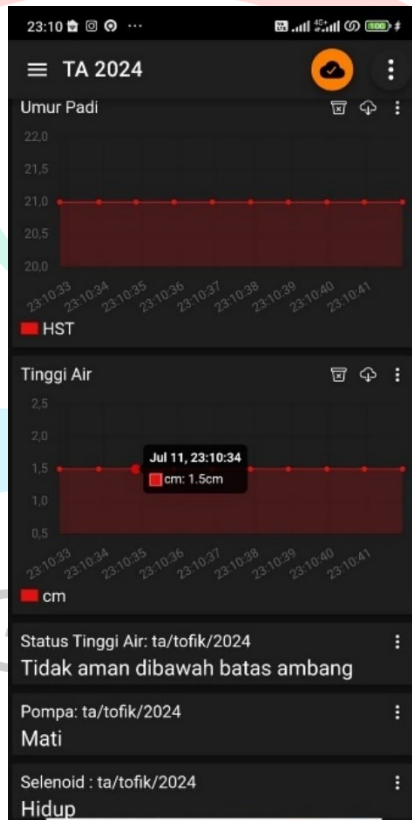 23:10
4G+
100
TA 2024
Umur Padi
22,0
21,5
21,0
20,5
20,0
23:10:33 23:10:34 23:10:35 23:10:36 23:10:37 23:10:38 23:10:39 23:10:40 23:10:41
HST
Tinggi Air
2,5
2,0
1,5
1,0
0,5
Jul 11, 23:10:34
cm: 1.5cm
23:10:33 23:10:34 23:10:35 23:10:36 23:10:37 23:10:38 23:10:39 23:10:40 23:10:41
cm
Status Tinggi Air: ta/tofik/2024
Tidak aman dibawah batas ambang
Pompa: ta/tofik/2024
Mati
Selenoid : ta/tofik/2024
Hidup